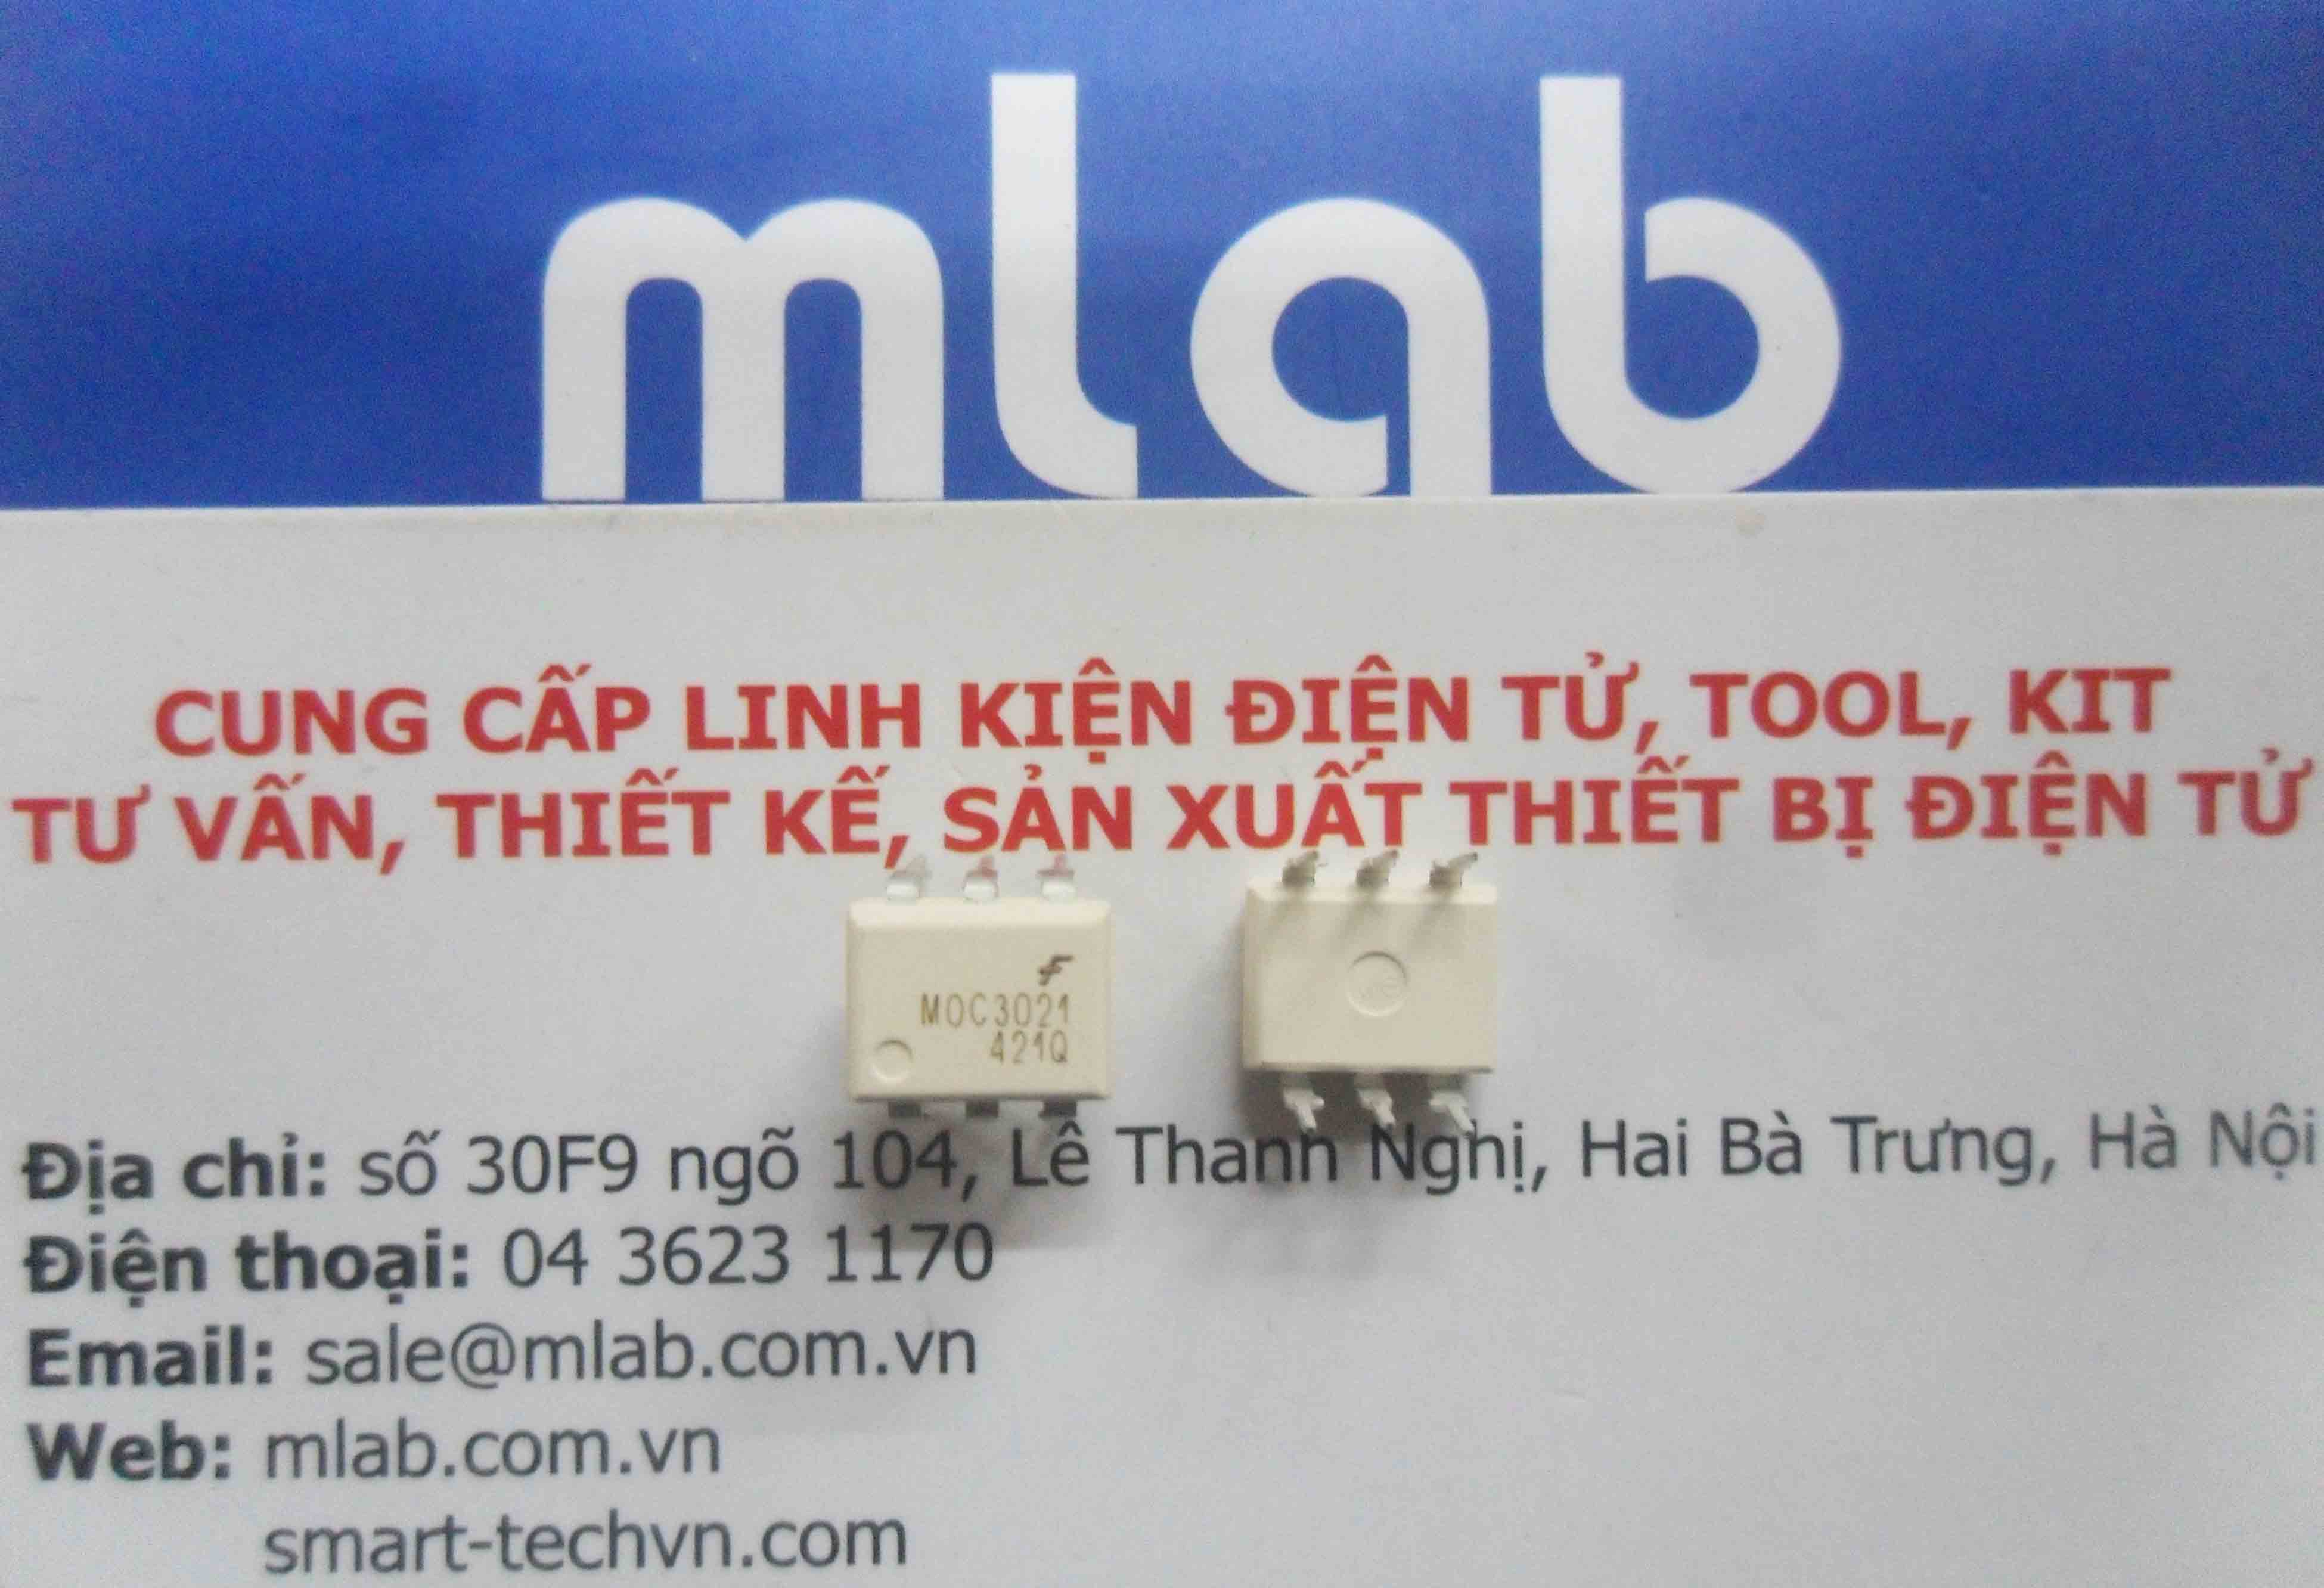 mlab
CUNG CẤP LINH KIỆN ĐIỆN TỬ, TOOL, KIT
TƯ VẤN, THIẾT KẾ, SẢN XUẤT THIẾT BỊ ĐIỆN TỬ
F
MOC3021
421Q
Địa chỉ: số 30F9 ngõ 104, Lê Thanh Nghị, Hai Bà Trưng, Hà Nội
Điện thoại: 04 3623 1170
Email: sale@mlab.com.vn
Web: mlab.com.vn
smart-techvn.com